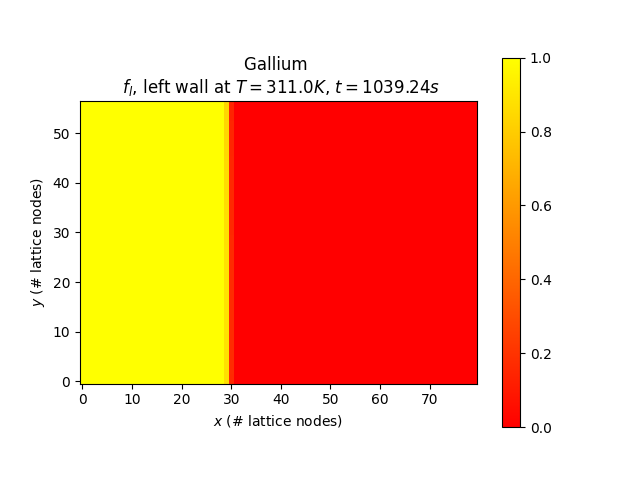 Gallium
f_l, left wall at T = 311.0K, t = 1039.24s
1.0
0.8
0.6
0.4
0.2
0.0
50
40
30
20
10
0
y (# lattice nodes)
0 10 20 30 40 50 60 70
x (# lattice nodes)